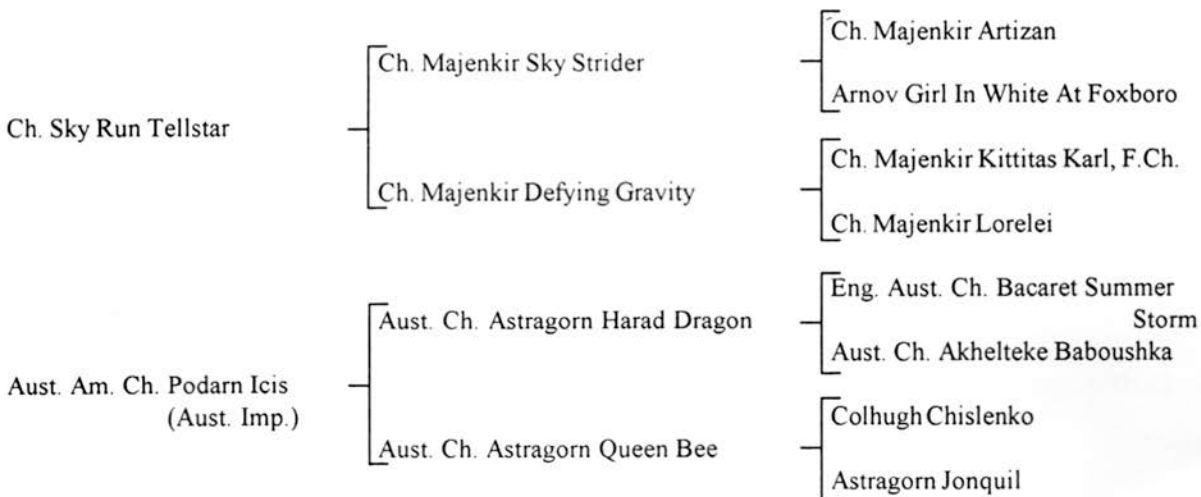 Ch. Majenkir Artizan
Ch. Majenkir Sky Strider
Arnov Girl In White At Foxboro
Ch. Sky Run Tellstar
Ch. Majenkir Kittitas Karl, F.Ch.
Ch. Majenkir Defying Gravity
Ch. Majenkir Lorelei
Eng. Aust. Ch. Bacaret Summer
Storm
Aust. Ch. Astragorn Harad Dragon
Aust. Ch. Akhelteke Baboushka
Aust. Am. Ch. Podarn Icis
(Aust. Imp.)
Colhugh Chislenko
Aust. Ch. Astragorn Queen Bee
Astragorn Jonquil